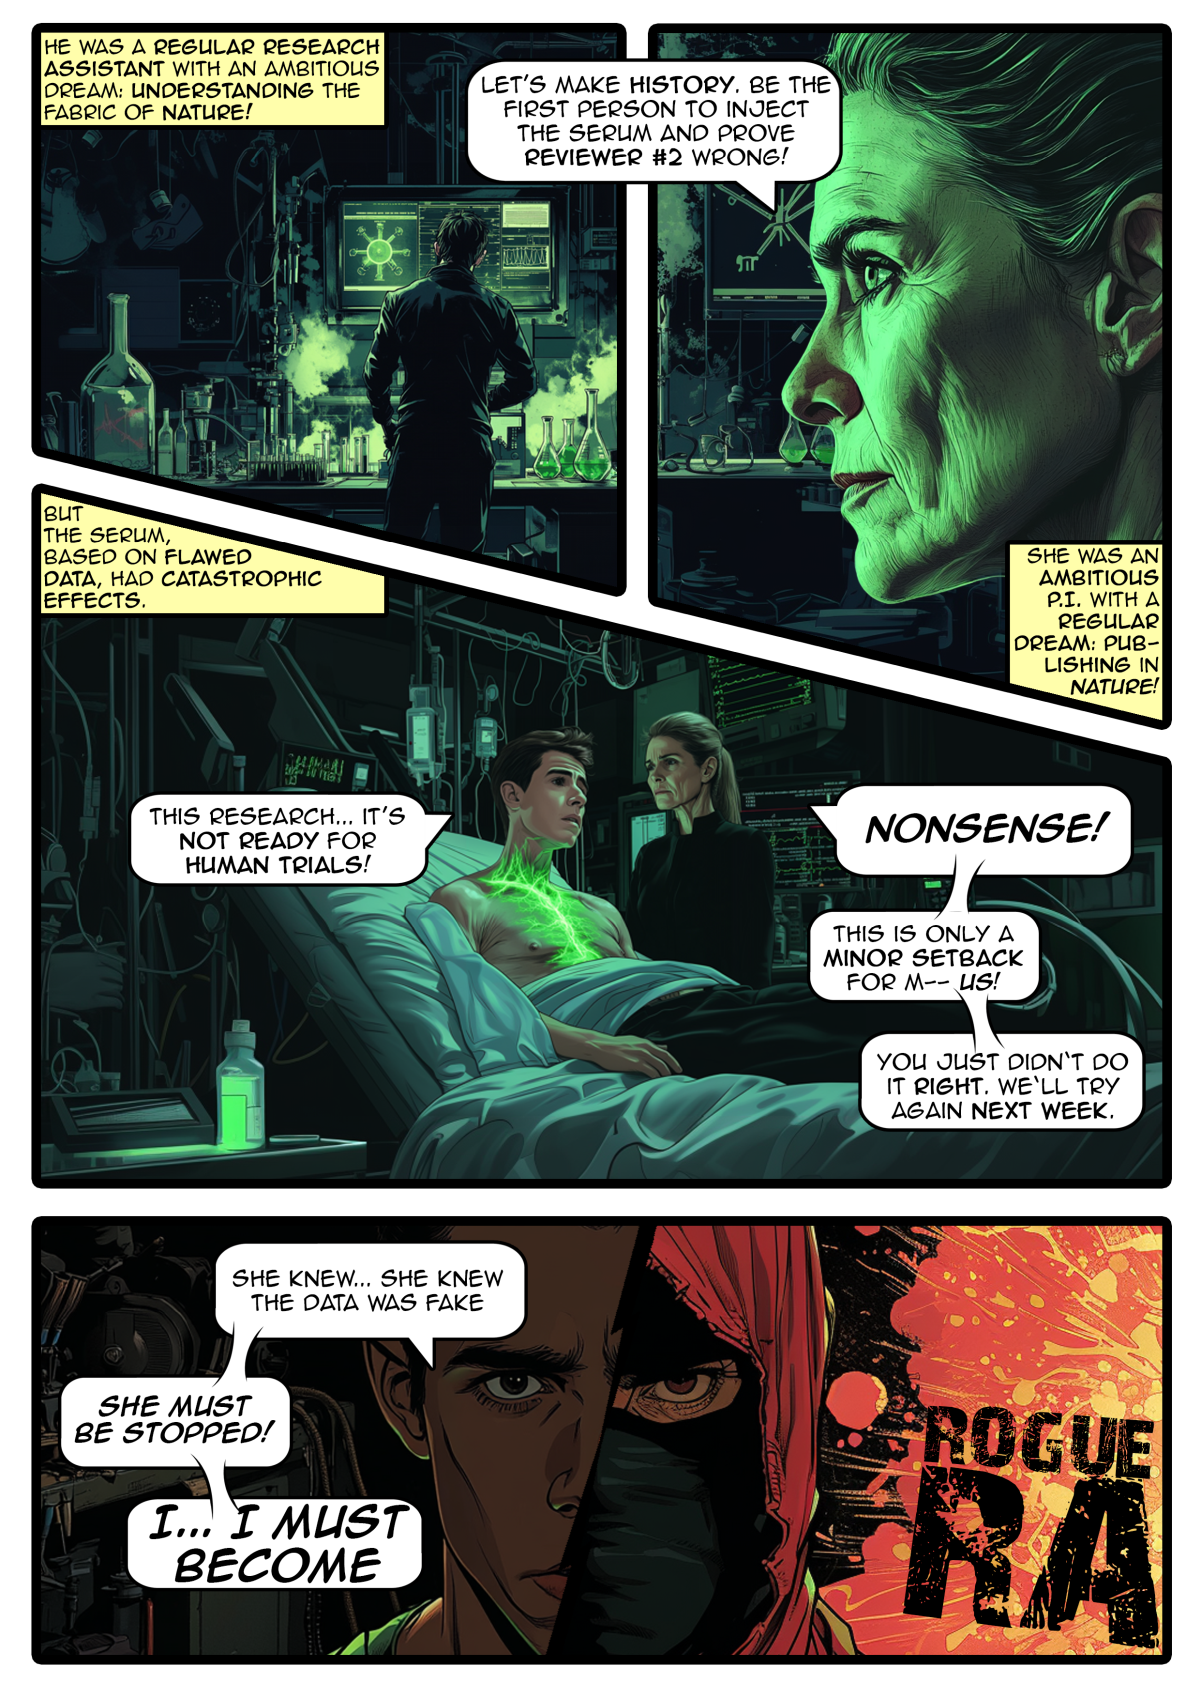 HE WAS A REGULAR RESEARCH
ASSISTANT WITH AN AMBITIOUS
DREAM: UNDERSTANDING THE
FABRIC OF NATURE!
LET'S MAKE HISTORY. BE THE
FIRST PERSON TO INJECT
THE SERUM AND PROVE
REVIEWER #2 WRONG!
SHE WAS AN
AMBITIOUS
P.I. WITH A
REGULAR
DREAM: PUB-
LISHING IN
NATURE!
BUT
THE SERUM,
BASED ON FLAWED
DATA, HAD CATASTROPHIC
EFFECTS.
THIS RESEARCH... IT'S
NOT READY FOR
HUMAN TRIALS!
NONSENSE!
THIS IS ONLY A
MINOR SETBACK
FOR M-- US!
YOU JUST DIDN'T DO
IT RIGHT. WE'LL TRY
AGAIN NEXT WEEK.
SHE KNEW... SHE KNEW
THE DATA WAS FAKE
SHE MUST
BE STOPPED!
I... I MUST
BECOME
ROGUE
RA